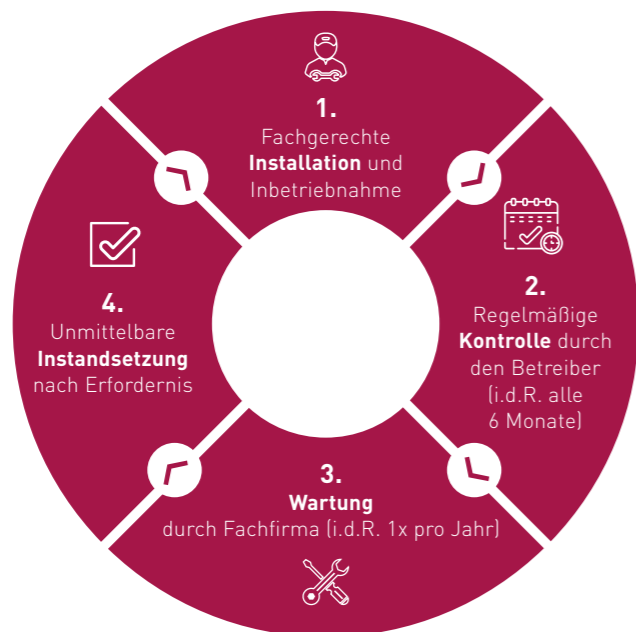 1.
Fachgerechte
Installation und
Inbetriebnahme
2.
Regelmäßige
Kontrolle durch
den Betreiber
(i.d.R. alle
6 Monate)
3.
Wartung
durch Fachfirma (i.d.R. 1x pro Jahr)
4.
Unmittelbare
Instandsetzung
nach Erfordernis